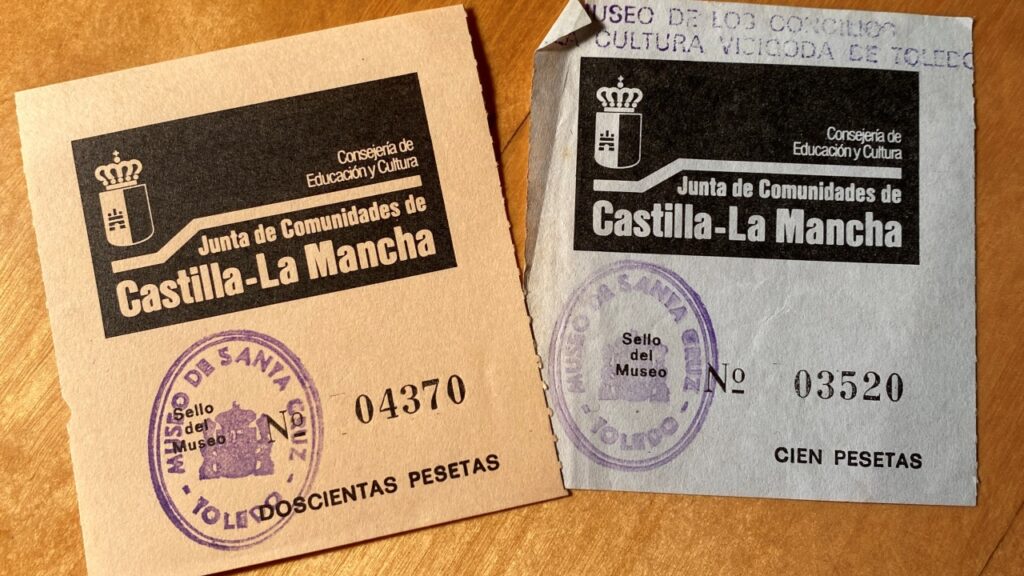 Consejería de
Educación y Cultura
Junta de Comunidades de
Castilla-La Mancha
MUSEO DE SANTA CRUZ
- TOLEDO -
Sello
del
Museo
Nº 04370
DOSCIENTAS PESETAS
MUSEO DE LOS CONCILIOS
LA CULTURA VISIGODA DE TOLEDO
Consejería de
Educación y Cultura
Junta de Comunidades de
Castilla-La Mancha
MUSEO DE SANTA CRUZ
- TOLEDO -
Sello
del
Museo
Nº 03520
CIEN PESETAS